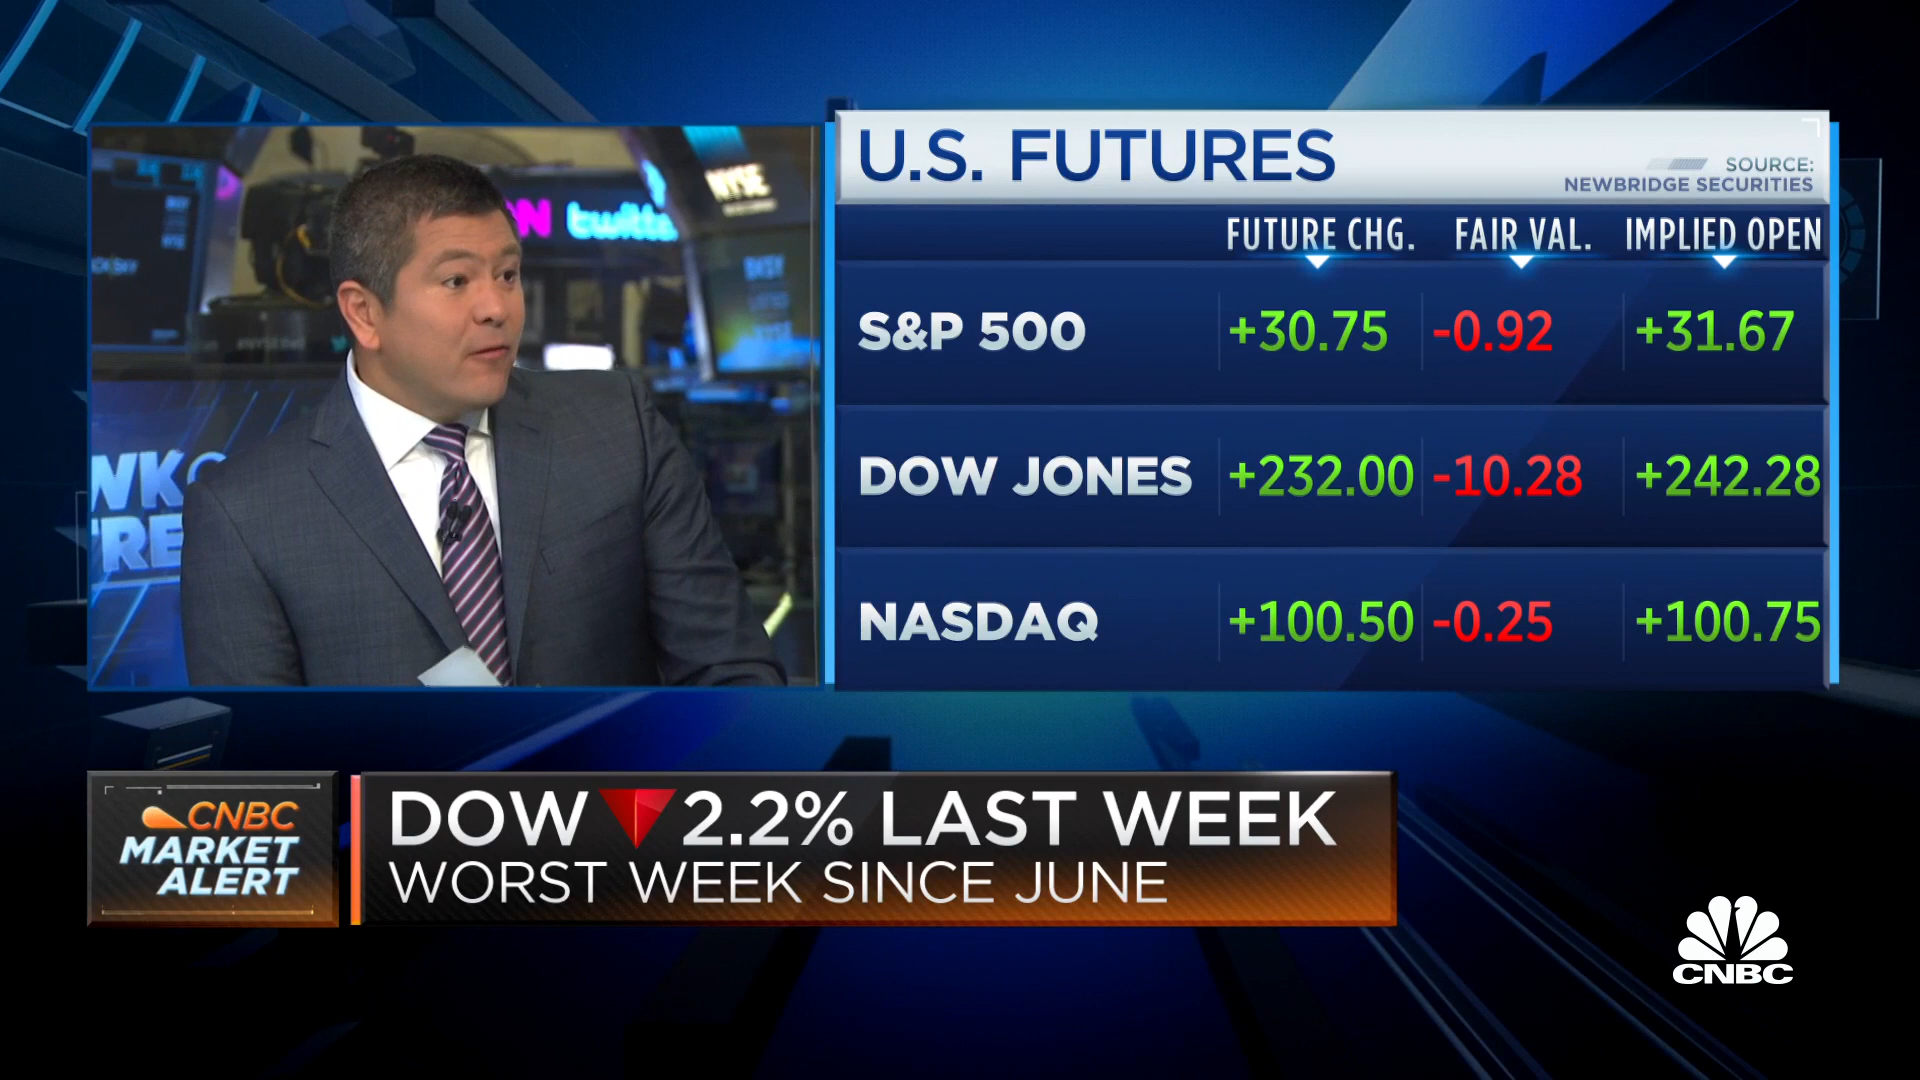 U.S. FUTURES
SOURCE:
NEWBRIDGE SECURITIES
FUTURE CHG. FAIR VAL. IMPLIED OPEN
S&P 500 +30.75 -0.92 +31.67
DOW JONES +232.00 -10.28 +242.28
NASDAQ +100.50 -0.25 +100.75
NYSE
BKSY
CNBC
MARKET
ALERT
DOW 2.2% LAST WEEK
WORST WEEK SINCE JUNE
CNBC